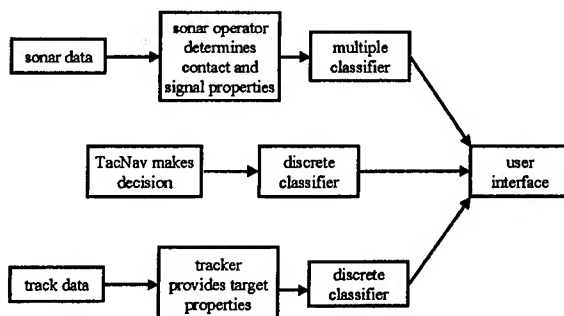 sonar data
sonar operator
determines
contact and
signal properties
multiple
classifier
TacNav makes
decision
discrete
classifier
user
interface
track data
tracker
provides target
properties
discrete
classifier